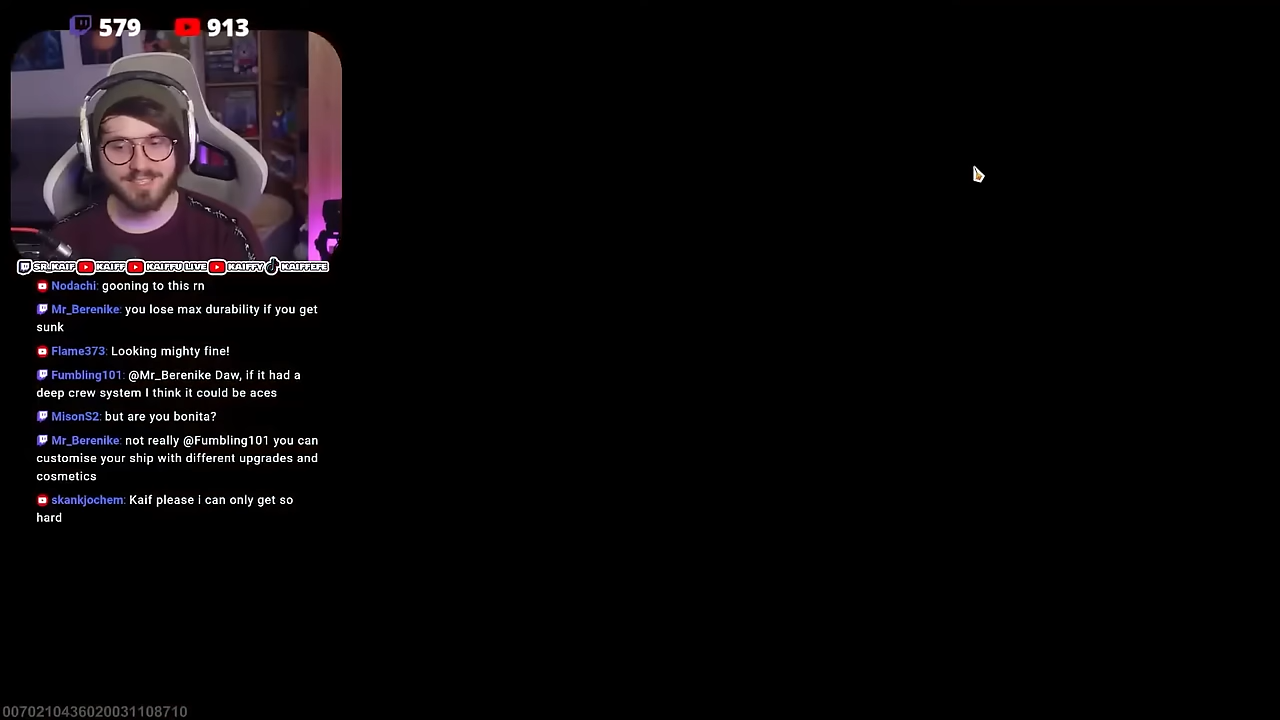 579 913
SR_KAIF KAIFF KAIFFU LIVE KAIFFY KAIFFEFE
Nodachi: gooning to this rn
Mr_Berenike: you lose max durability if you get
sunk
Flame373: Looking mighty fine!
Fumbling101: @Mr_Berenike Daw, if it had a
deep crew system I think it could be aces
MisonS2: but are you bonita?
Mr_Berenike: not really @Fumbling101 you can
customise your ship with different upgrades and
cosmetics
skankjochem: Kaif please i can only get so
hard
0070210436020031108710